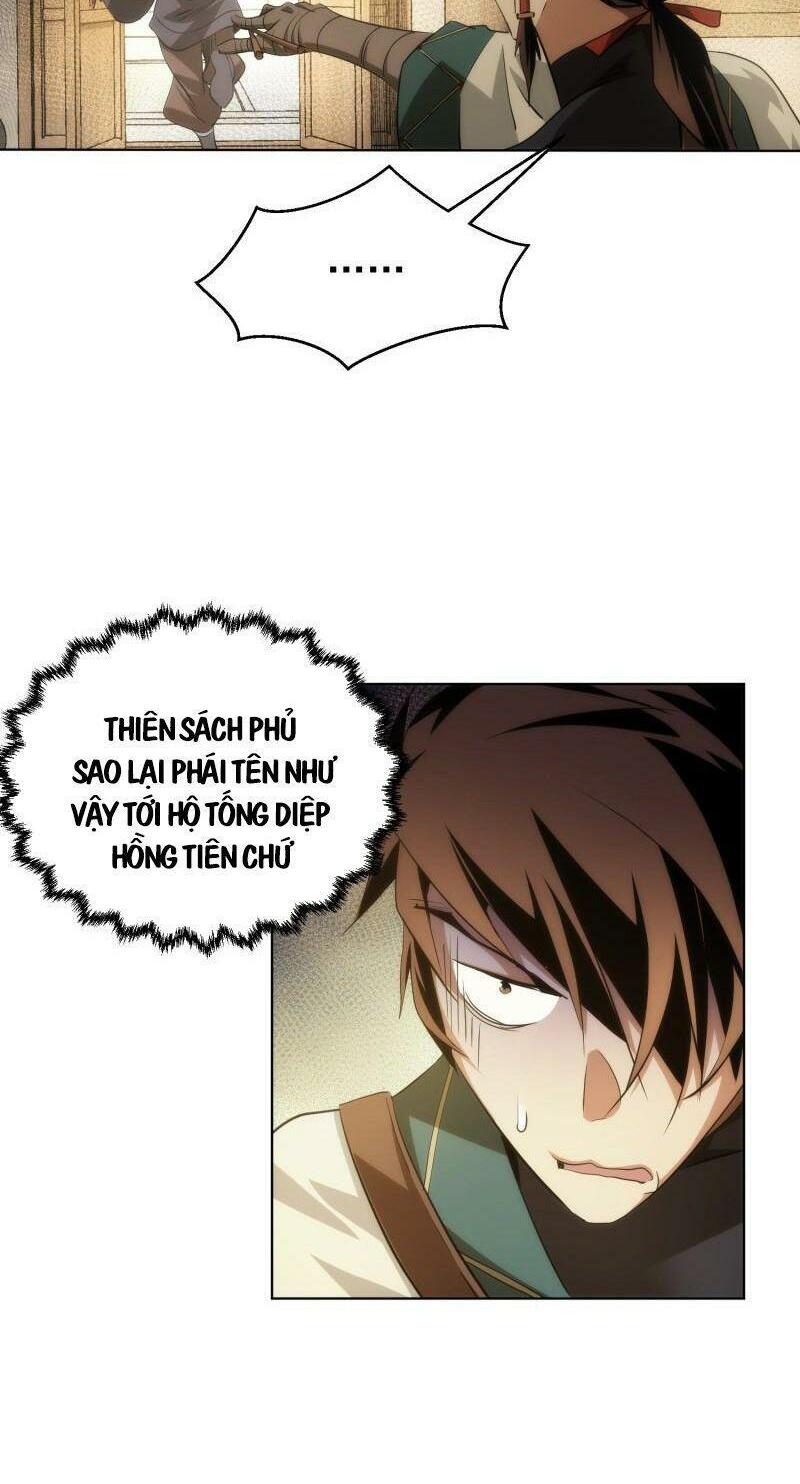 ......
THIÊN SÁCH PHỦ
SAO LẠI PHÁI TÊN NHƯ
VẬY TỚI HỘ TỐNG DIỆP
HỒNG TIÊN CHỨ